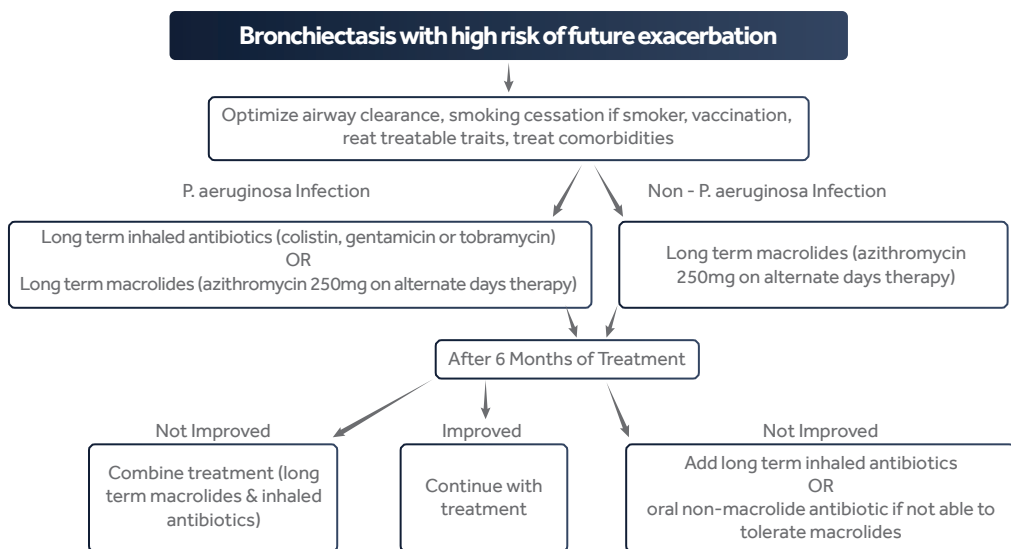 Bronchiectasis with high risk of future exacerbation
Optimize airway clearance, smoking cessation if smoker, vaccination,
reat treatable traits, treat comorbidities
P. aeruginosa Infection
Non - P. aeruginosa Infection
Long term inhaled antibiotics (colistin, gentamicin or tobramycin)
OR
Long term macrolides (azithromycin 250mg on alternate days therapy)
Long term macrolides (azithromycin
250mg on alternate days therapy)
After 6 Months of Treatment
Not Improved
Combine treatment (long
term macrolides & inhaled
antibiotics)
Improved
Continue with
treatment
Not Improved
Add long term inhaled antibiotics
OR
oral non-macrolide antibiotic if not able to
tolerate macrolides